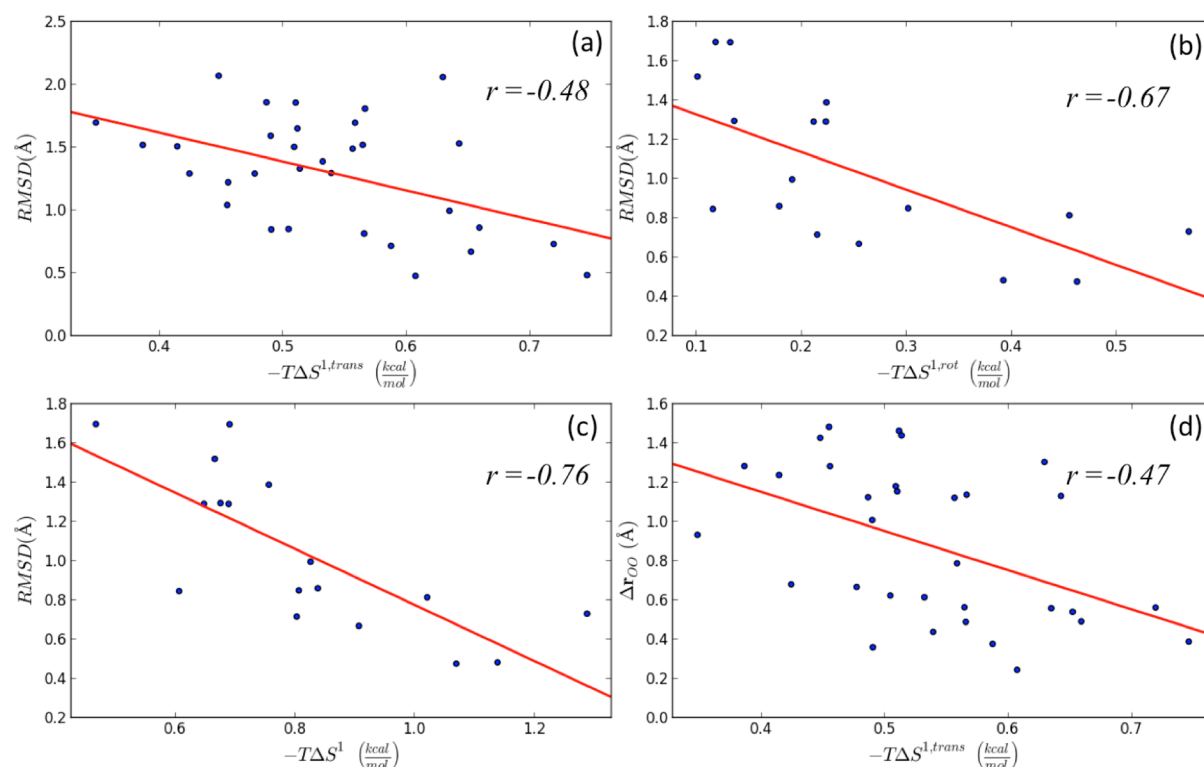 (a)
r = -0.48
2.5
2.0
1.5
1.0
0.5
0.0
RMSD(Å)
0.4 0.5 0.6 0.7
−TΔS^{1,trans} (kcal/mol)
(b)
r = -0.67
1.8
1.6
1.4
1.2
1.0
0.8
0.6
0.4
0.2
RMSD(Å)
0.1 0.2 0.3 0.4 0.5
−TΔS^{1,rot} (kcal/mol)
(c)
r = -0.76
1.8
1.6
1.4
1.2
1.0
0.8
0.6
0.4
0.2
RMSD(Å)
0.6 0.8 1.0 1.2
−TΔS^1 (kcal/mol)
(d)
r = -0.47
1.6
1.4
1.2
1.0
0.8
0.6
0.4
0.2
0.0
Δr_{OO} (Å)
0.4 0.5 0.6 0.7
−TΔS^{1,trans} (kcal/mol)